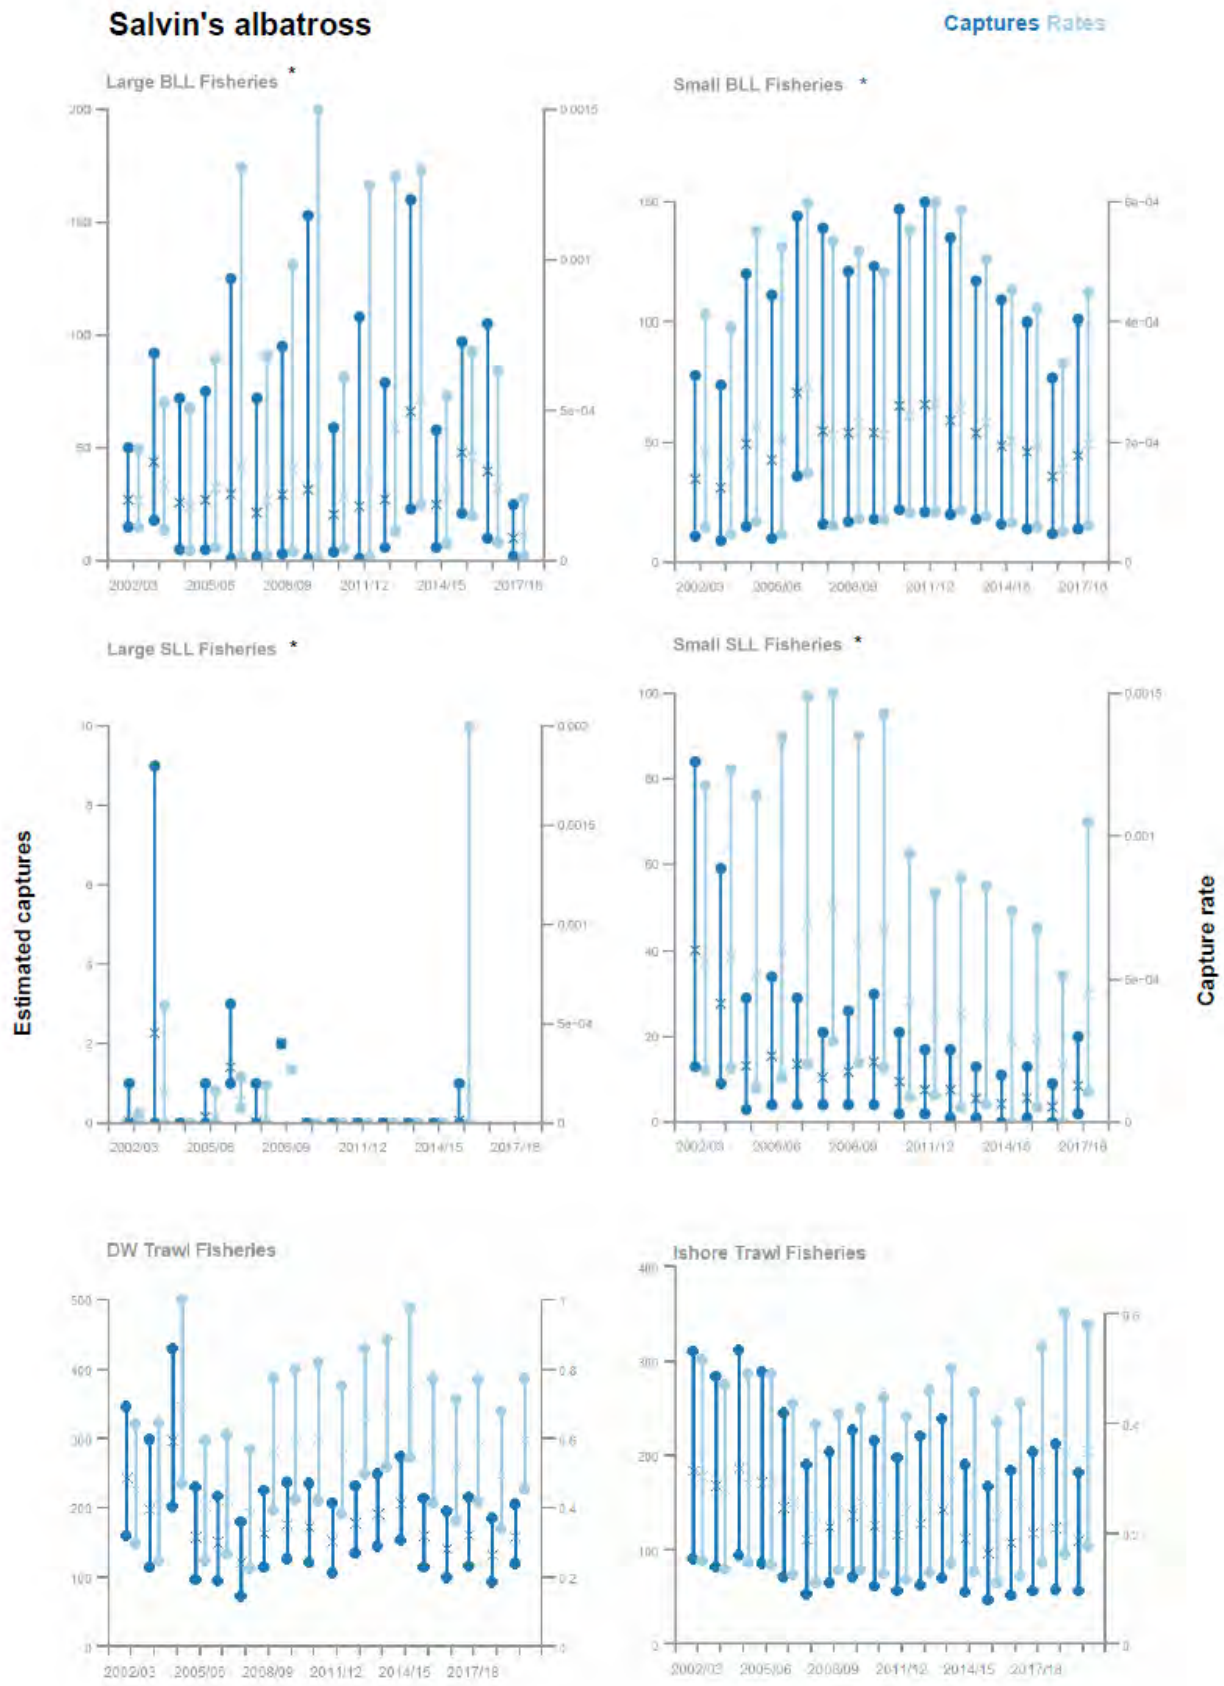 Salvin's albatross
Captures Rates
Large BLL Fisheries *
200
150
100
50
0
0.0015
0.001
5e-04
0
2002/03 2005/06 2008/09 2011/12 2014/15 2017/18
Small BLL Fisheries *
150
100
50
0
6e-04
4e-04
2e-04
0
2002/03 2005/06 2008/09 2011/12 2014/15 2017/18
Large SLL Fisheries *
10
8
6
2
0
0.002
0.0015
0.001
5e-04
0
2002/03 2005/06 2008/09 2011/12 2014/15 2017/18
Small SLL Fisheries *
100
80
60
40
20
0
0.0015
0.001
5e-04
0
2002/03 2005/06 2008/09 2011/12 2014/15 2017/18
Estimated captures
Capture rate
DW Trawl Fisheries
500
400
300
200
100
0
1
0.8
0.6
0.4
0.2
0
2002/03 2005/06 2008/09 2011/12 2014/15 2017/18
Ishore Trawl Fisheries
400
300
200
100
0
0.6
0.4
0.2
0
2002/03 2005/06 2008/09 2011/12 2014/15 2017/18